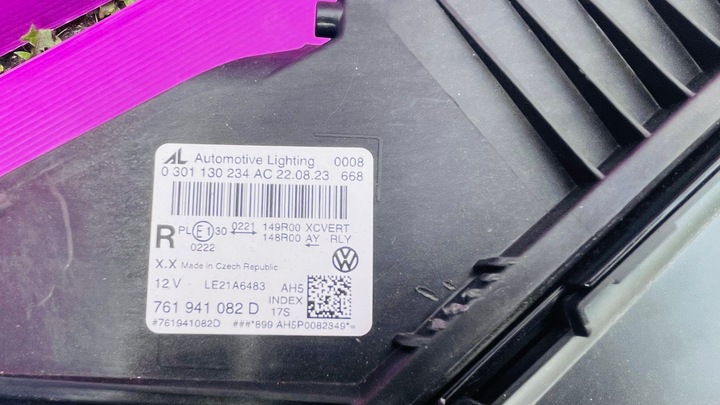 AL Automotive Lighting 0008
0 301 130 234 AC 22.08.23 668
R PL E1 30 0221 149R00 XCVERT
0222 148R00 AY RLY
X.X Made in Czech Republic
12 V LE21A6483 AH5
761 941 082 D INDEX
17S
#761941082D ###*899 AH5P0082349*=